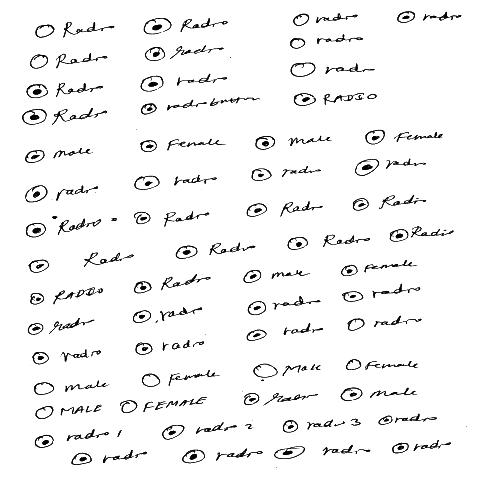 Radio Radio radio radio
Radio radio radio
Radio radio radio
Radio radiobutton RADIO
male Female male Female
radio radio radio radio
Radio Radio Radio Radio
Radio Radio Radio Radio
RADIO Radio male Female
radio radio radio radio
radio radio radio radio
male Female Male Female
MALE FEMALE radio male
radio 1 radio 2 radio 3 radio
radio radio radio radio